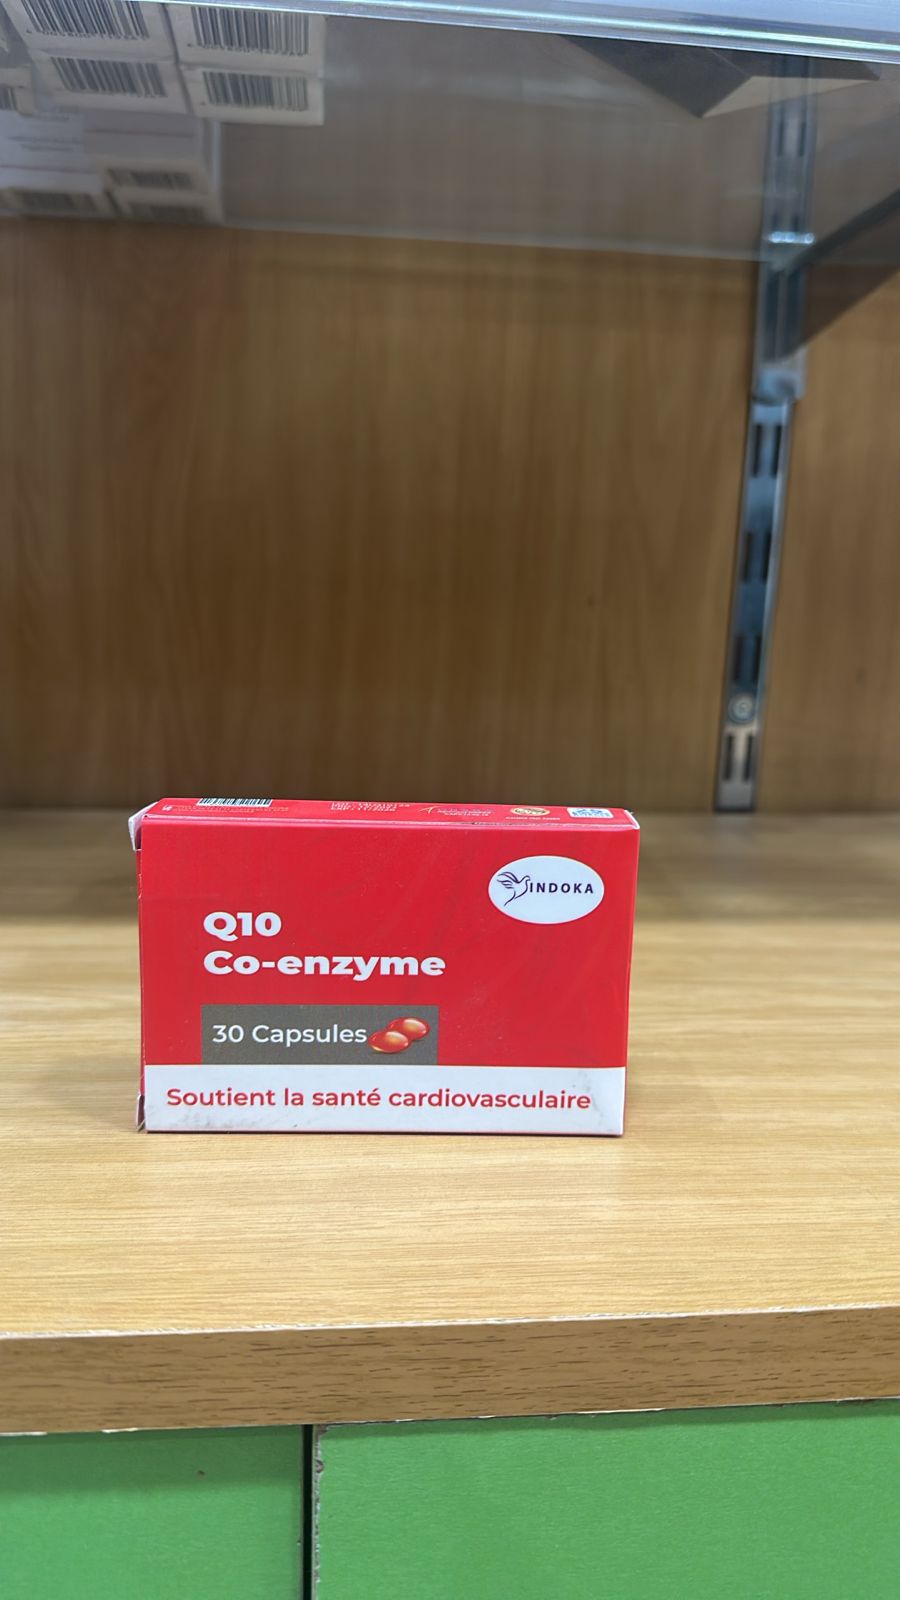 INDOKA
Q10
Co-enzyme
30 Capsules
Soutient la santé cardiovasculaire